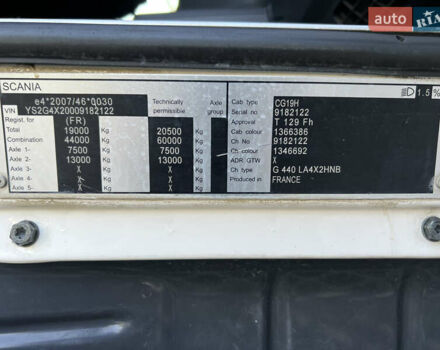 RIA.com
SCANIA
1.5%
e4*2007/46*0030
VIN YS2G4X20009182122
Regist. for (FR) Technically permissible Axle group
Total 19000 Kg 20500 Kg
Combination 44000 Kg 60000 Kg
Axle 1- 7500 Kg 7500 Kg
Axle 2- 13000 Kg 13000 Kg
Axle 3- X Kg X Kg
Axle 4- X Kg X Kg
Axle 5- X Kg X Kg
Cab type CG19H
Serial no 9182122
Approval T 129 Fh
Cab colour 1366386
Ch No 9182122
Ch colour 1346692
ADR GTW X
Ch type G 440 LA4X2HNB
Produced in FRANCE